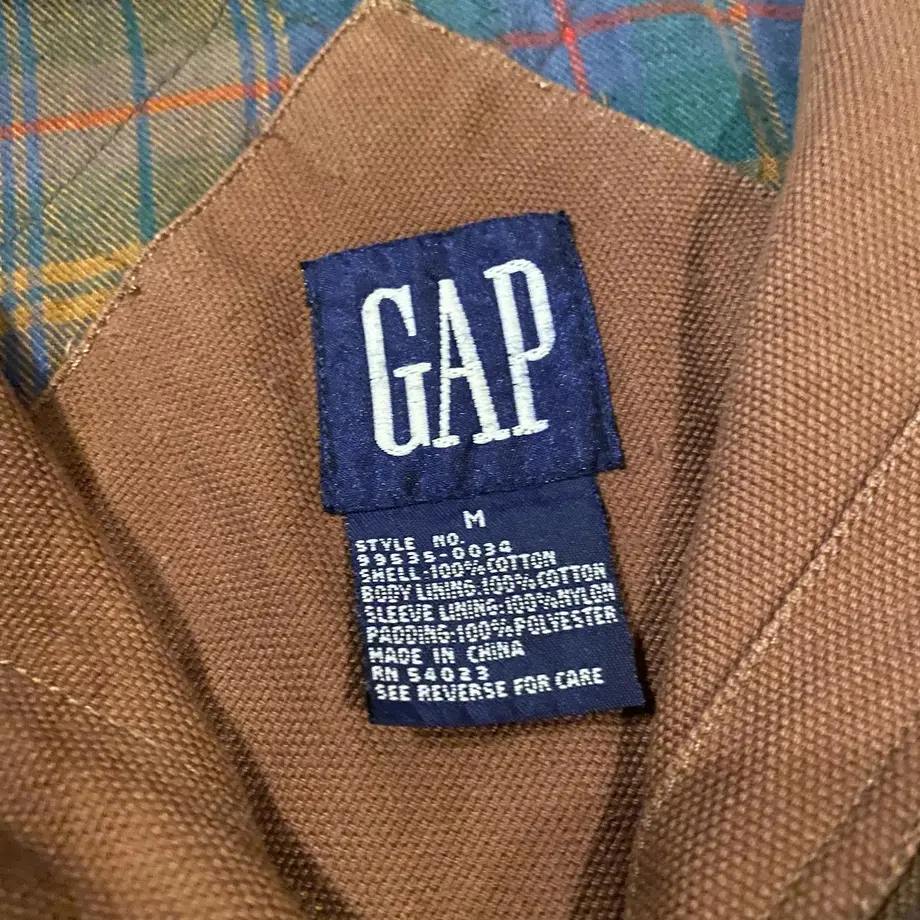 GAP
M
STYLE NO.
99535-0034
SHELL:100%COTTON
BODY LINING:100%COTTON
SLEEVE LINING:100%NYLON
PADDING:100%POLYESTER
MADE IN CHINA
RN 54023
SEE REVERSE FOR CARE